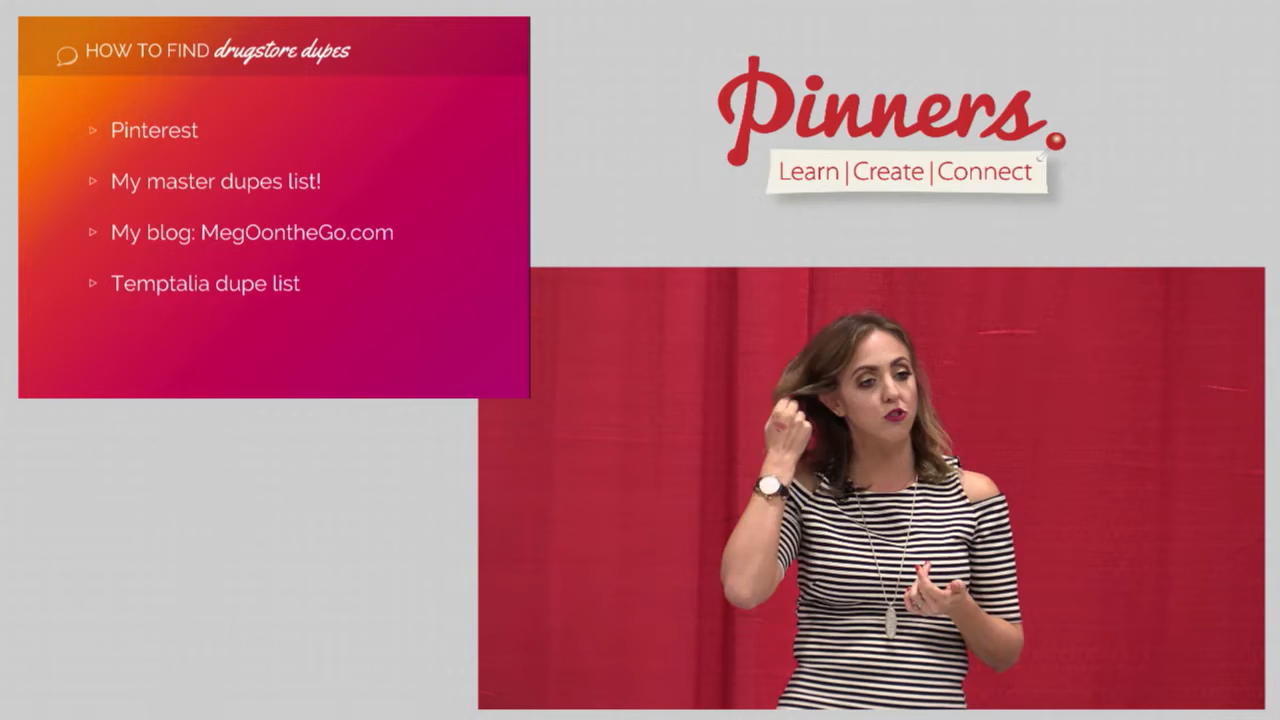 HOW TO FIND drugstore dupes
Pinterest
My master dupes list!
My blog: MegOontheGo.com
Temptalia dupe list
Pinners.
Learn|Create|Connect